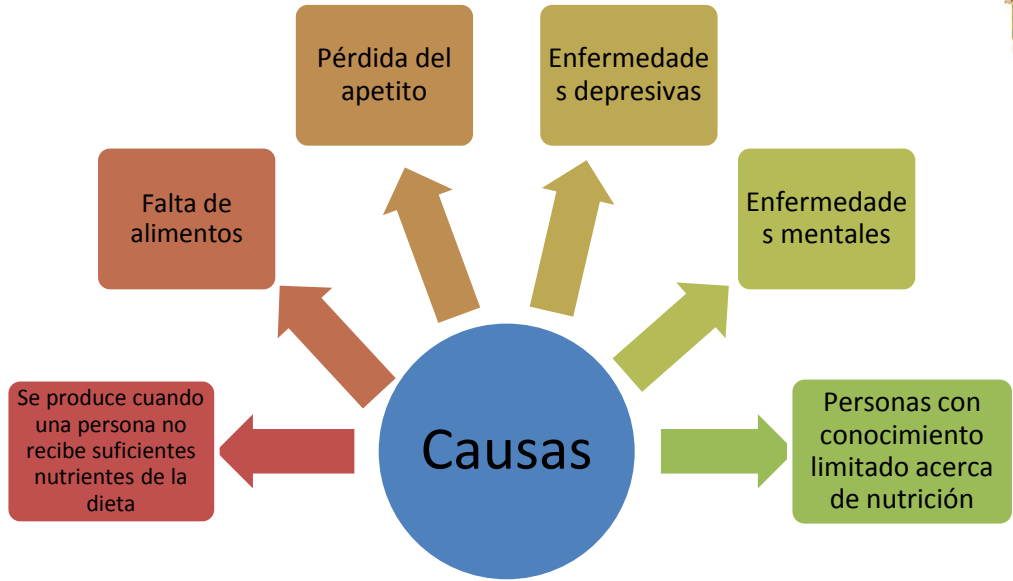 Pérdida del
apetito
Enfermedade
s depresivas
Falta de
alimentos
Enfermedade
s mentales
Se produce cuando
una persona no
recibe suficientes
nutrientes de la
dieta
Causas
Personas con
conocimiento
limitado acerca
de nutrición